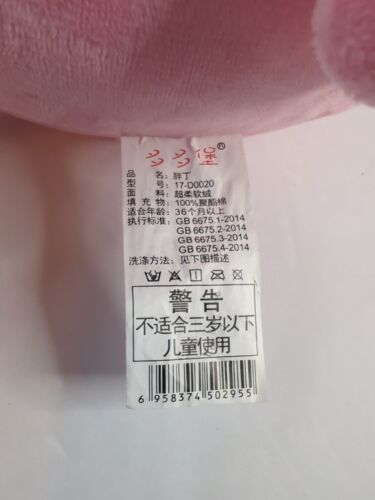 多多堡®
品 名: 胖丁
型 号: 17-D0020
面 料: 超柔软绒
填 充 物: 100%聚酯棉
适合年龄: 36个月以上
执行标准: GB 6675.1-2014
GB 6675.2-2014
GB 6675.3-2014
GB 6675.4-2014
洗涤方法: 见下图描述
警告
不适合三岁以下
儿童使用
6 958374 502955